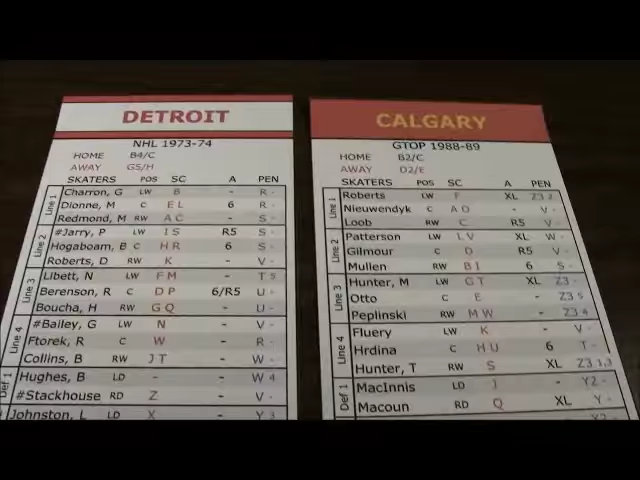 DETROIT
NHL 1973-74
HOME B4/C
AWAY G5/H
SKATERS POS SC A PEN
Line 1
Charron, G LW B - R -
Dionne, M C E L 6 R -
Redmond, M RW A C - S -
Line 2
#Jarry, P LW I S R5 S -
Hogaboam, B C H R 6 S -
Roberts, D RW K - V -
Line 3
Libett, N LW F M - T 5
Berenson, R C D P 6/R5 U -
Boucha, H RW G Q - U -
Line 4
#Bailey, G LW N - V -
Ftorek, R C W - R -
Collins, B RW J T - W -
Def 1
Hughes, B LD - - W 4
#Stackhouse RD Z - V -
Johnston, L LD X - Y 3
CALGARY
GTOP 1988-89
HOME B2/C
AWAY D2/E
SKATERS POS SC A PEN
Line 1
Roberts LW F XL Z3
Nieuwendyk C A O - V -
Loob RW C R5 V -
Line 2
Patterson LW L V XL W -
Gilmour C D R5 V -
Mullen RW B I 6 S -
Line 3
Hunter, M LW G T XL Z3
Otto C E - Z3 5
Peplinski RW M W - Z3 4
Line 4
Fluery LW K - V -
Hrdina C H U 6 T -
Hunter, T RW S XL Z3 1,3
Def 1
MacInnis LD J - Y2 -
Macoun RD Q XL Y -